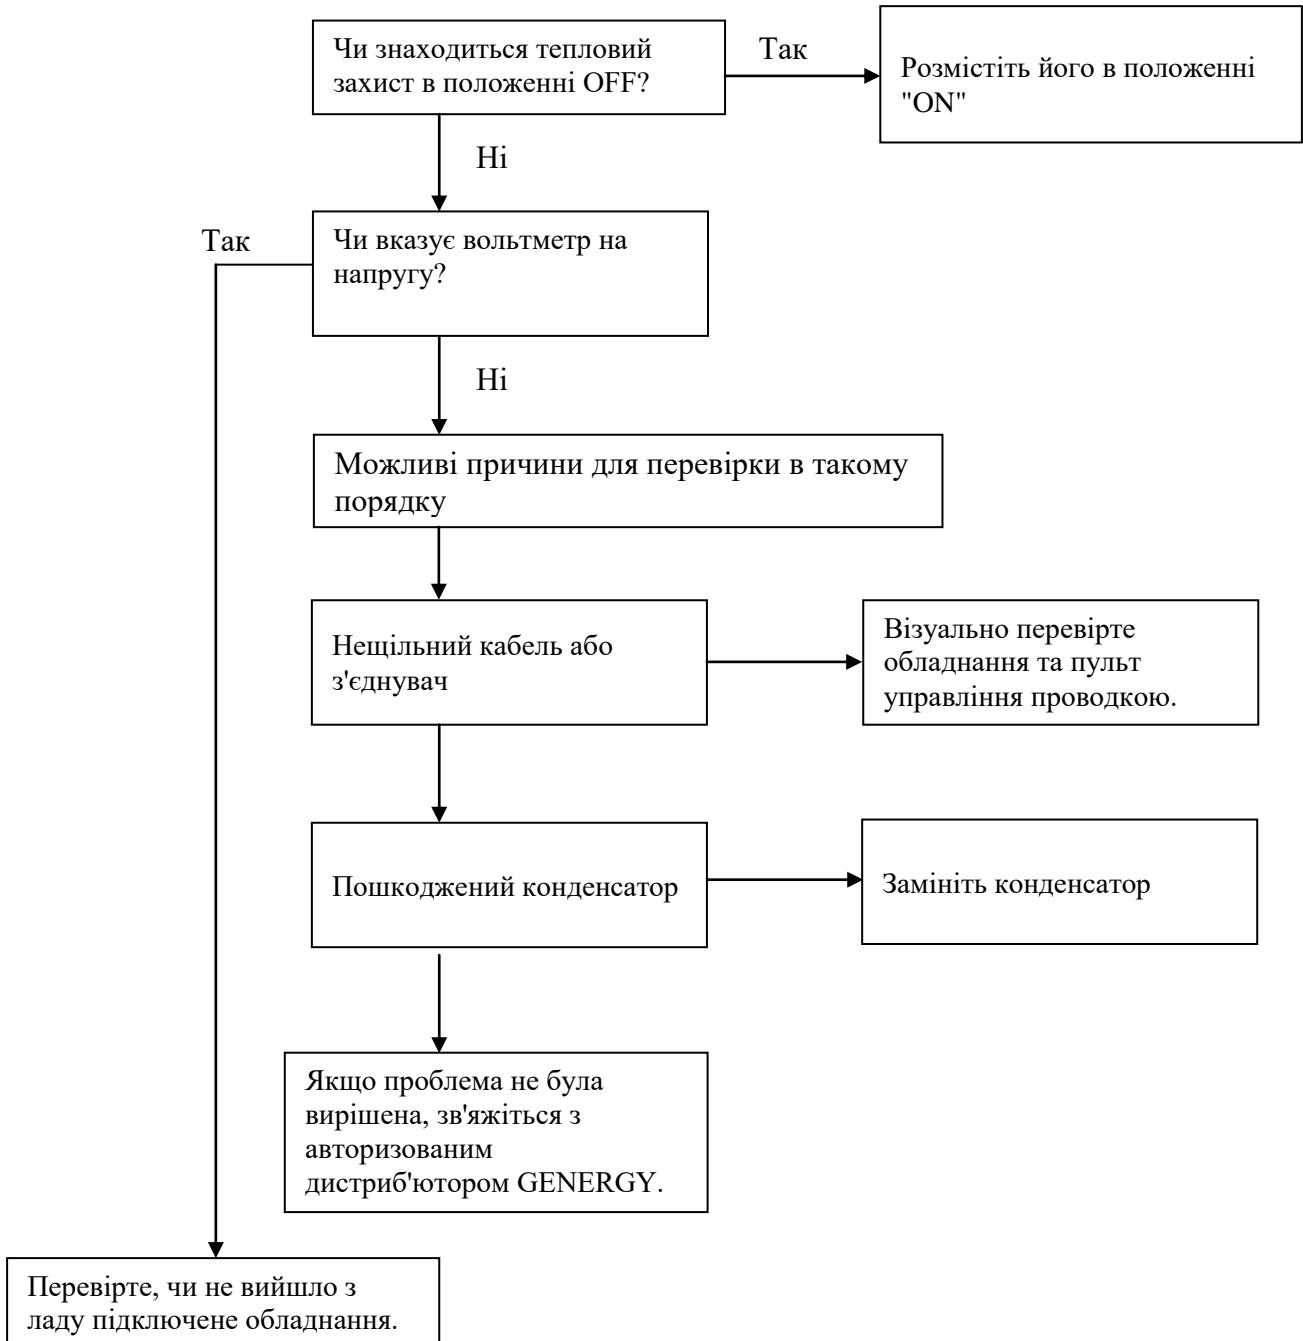 Чи знаходиться тепловий
захист в положенні OFF?
Так
Розмістіть його в положенні
"ON"
Ні
Так
Чи вказує вольтметр на
напругу?
Ні
Можливі причини для перевірки в такому
порядку
Нещільний кабель або
з'єднувач
Візуально перевірте
обладнання та пульт
управління проводкою.
Пошкоджений конденсатор
Замініть конденсатор
Якщо проблема не була
вирішена, зв'яжіться з
авторизованим
дистриб'ютором GENERGY.
Перевірте, чи не вийшло з
ладу підключене обладнання.